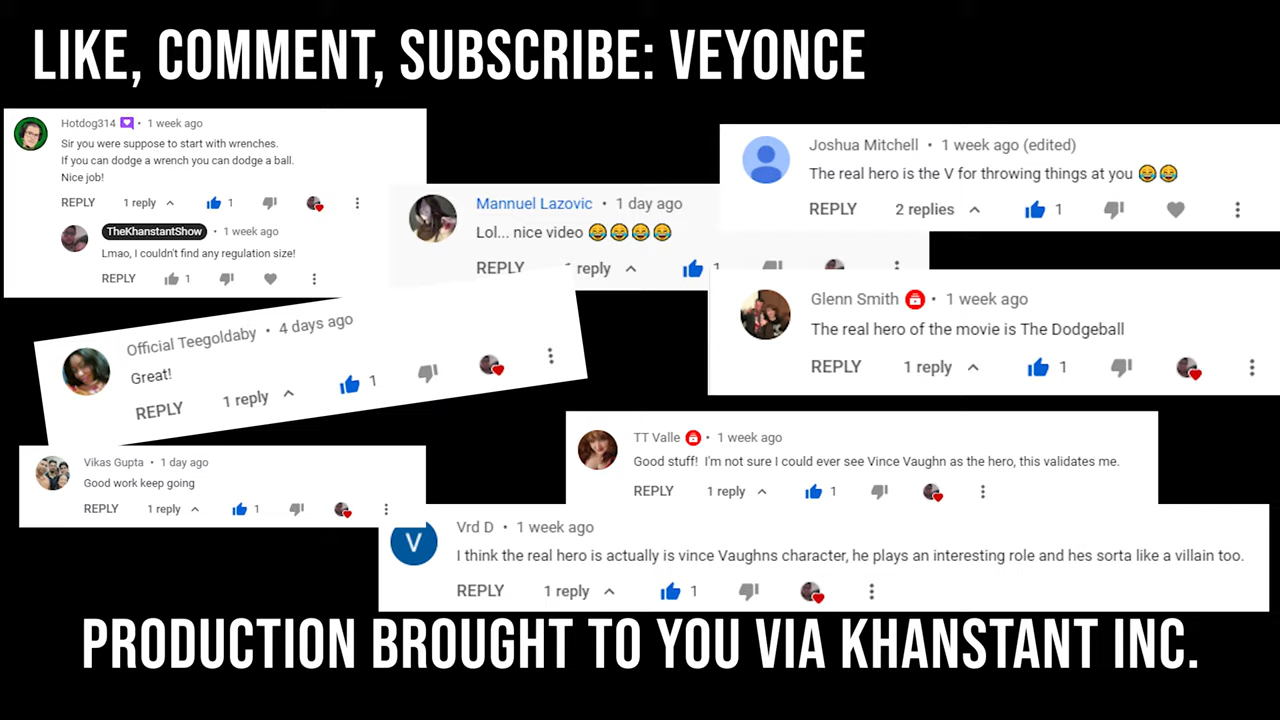 LIKE, COMMENT, SUBSCRIBE: VEYONCE
Hotdog314 • 1 week ago
Sir you were suppose to start with wrenches.
If you can dodge a wrench you can dodge a ball.
Nice job!
REPLY 1 reply 1
TheKhanstantShow • 1 week ago
Lmao, I couldn't find any regulation size!
REPLY 1
Mannuel Lazovic • 1 day ago
Lol... nice video 😂😂😂😂
REPLY reply 1
Joshua Mitchell • 1 week ago (edited)
The real hero is the V for throwing things at you 😂😂
REPLY 2 replies 1
Glenn Smith • 1 week ago
The real hero of the movie is The Dodgeball
REPLY 1 reply 1
Official Teegoldaby • 4 days ago
Great!
REPLY 1 reply 1
TT Valle • 1 week ago
Good stuff! I'm not sure I could ever see Vince Vaughn as the hero, this validates me.
REPLY 1 reply 1
Vikas Gupta • 1 day ago
Good work keep going
REPLY 1 reply 1
V
Vrd D • 1 week ago
I think the real hero is actually is vince Vaughns character, he plays an interesting role and hes sorta like a villain too.
REPLY 1 reply 1
PRODUCTION BROUGHT TO YOU VIA KHANSTANT INC.